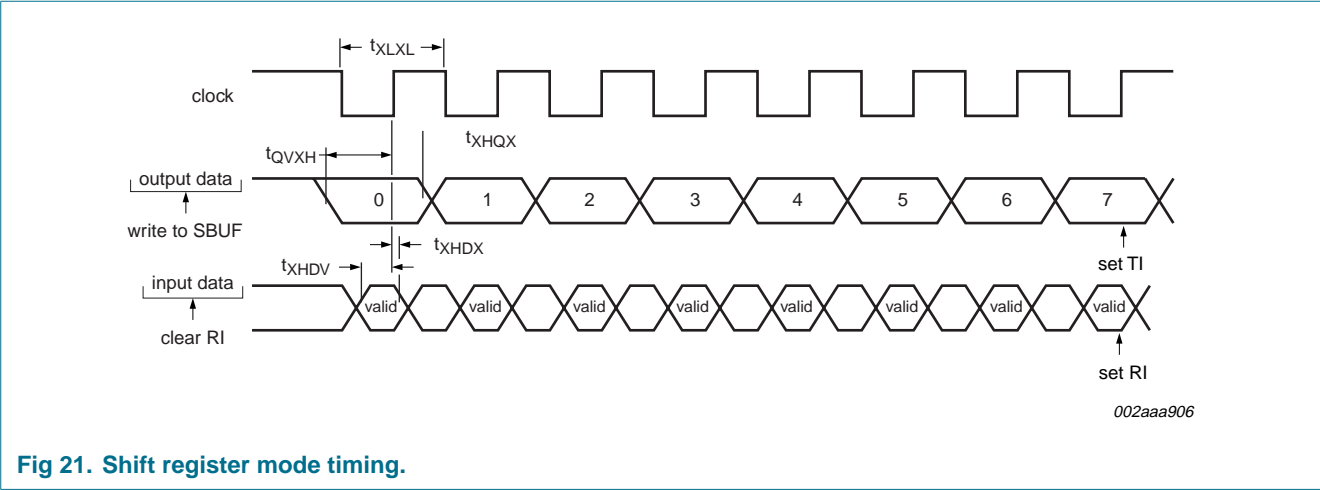 tXLXL
clock
tXHQX
tQVXH
output data
0 1 2 3 4 5 6 7
write to SBUF
tXHDX
set TI
tXHDV
input data
valid valid valid valid valid valid valid valid
clear RI
set RI
002aaa906
Fig 21. Shift register mode timing.